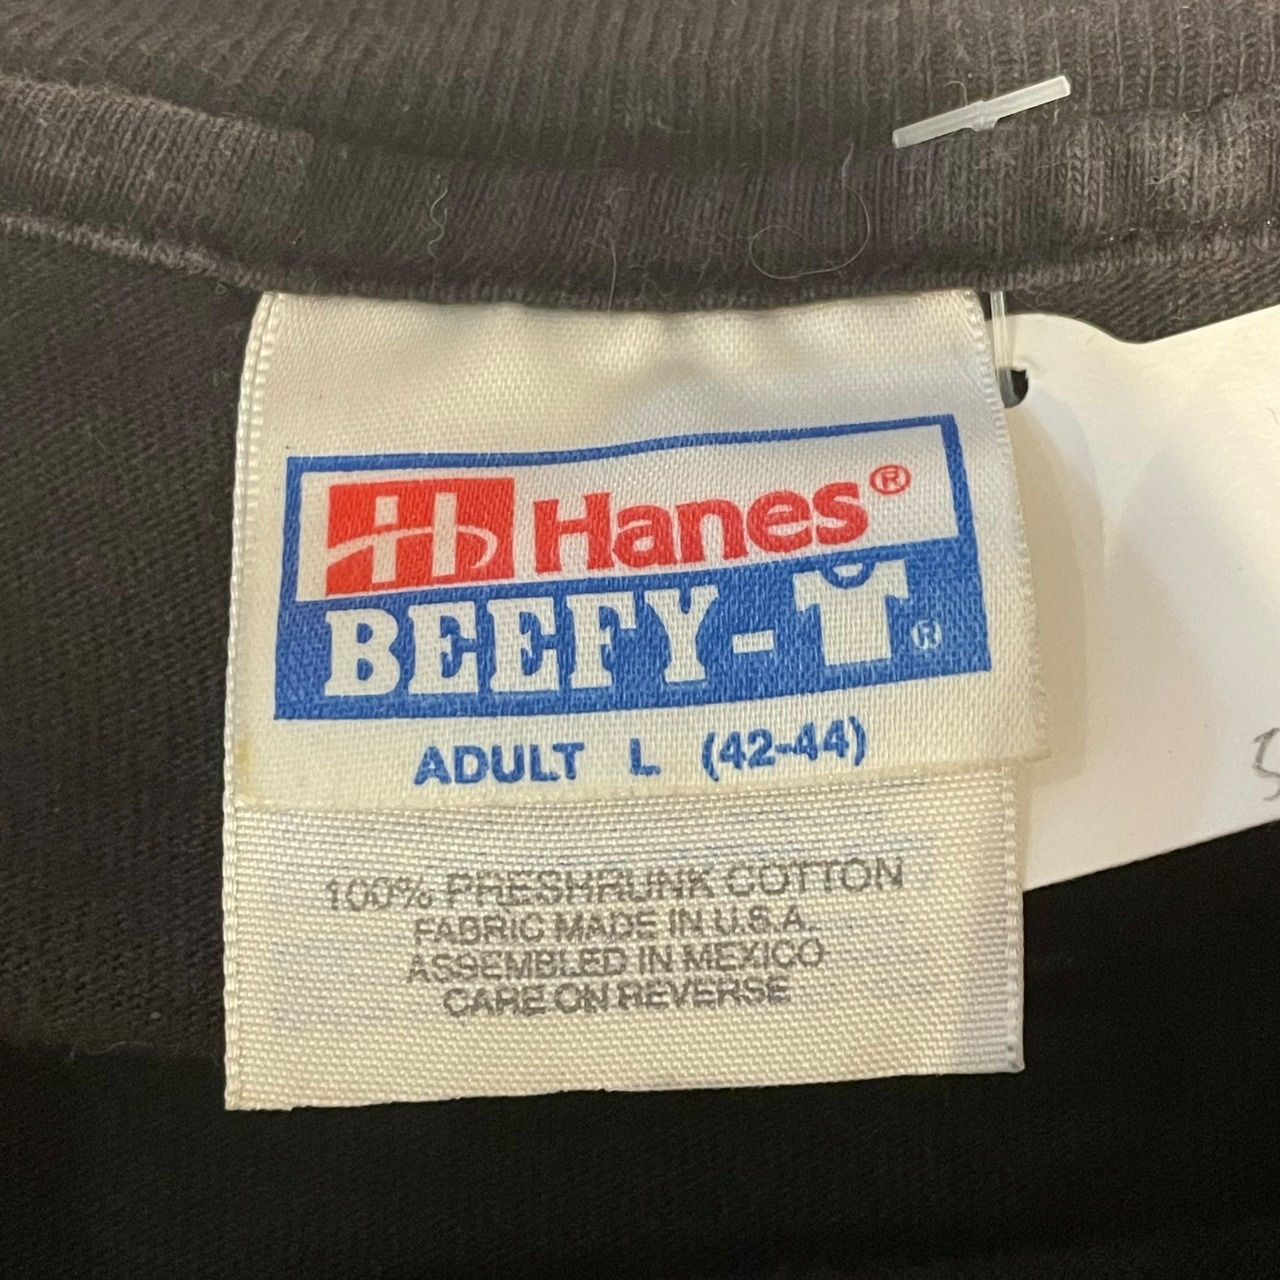 H Hanes®
BEEFY-T®
ADULT L (42-44)
100% PRESHRUNK COTTON
FABRIC MADE IN U.S.A.
ASSEMBLED IN MEXICO
CARE ON REVERSE